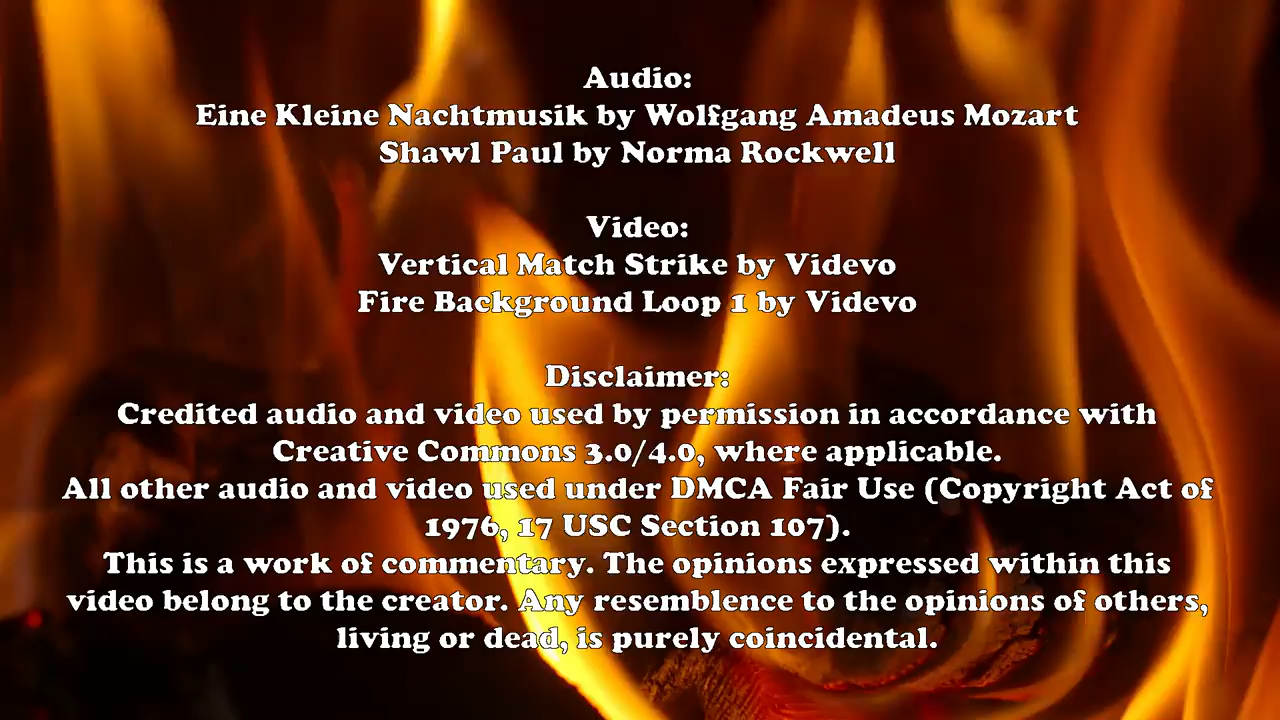 Audio:
Eine Kleine Nachtmusik by Wolfgang Amadeus Mozart
Shawl Paul by Norma Rockwell
Video:
Vertical Match Strike by Videvo
Fire Background Loop 1 by Videvo
Disclaimer:
Credited audio and video used by permission in accordance with
Creative Commons 3.0/4.0, where applicable.
All other audio and video used under DMCA Fair Use (Copyright Act of
1976, 17 USC Section 107).
This is a work of commentary. The opinions expressed within this
video belong to the creator. Any resemblence to the opinions of others,
living or dead, is purely coincidental.